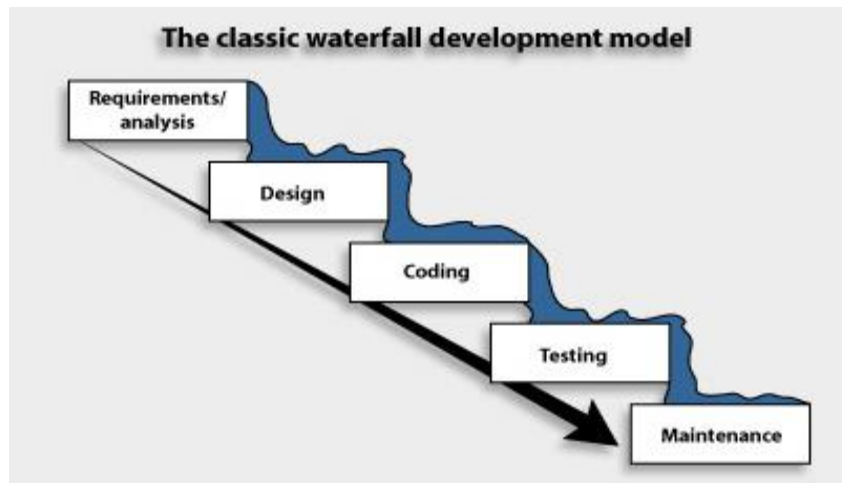 The classic waterfall development model
Requirements/
analysis
Design
Coding
Testing
Maintenance